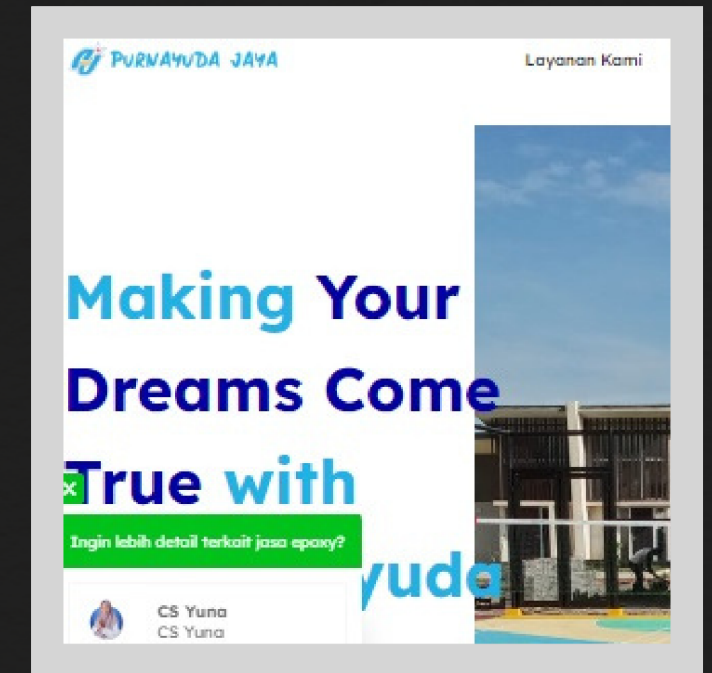 PURNAYUDA JAYA
Layanan Kami
Making Your
Dreams Come
True with
yuda
×
Ingin lebih detail terkait jasa epoxy?
CS Yuna
CS Yuna